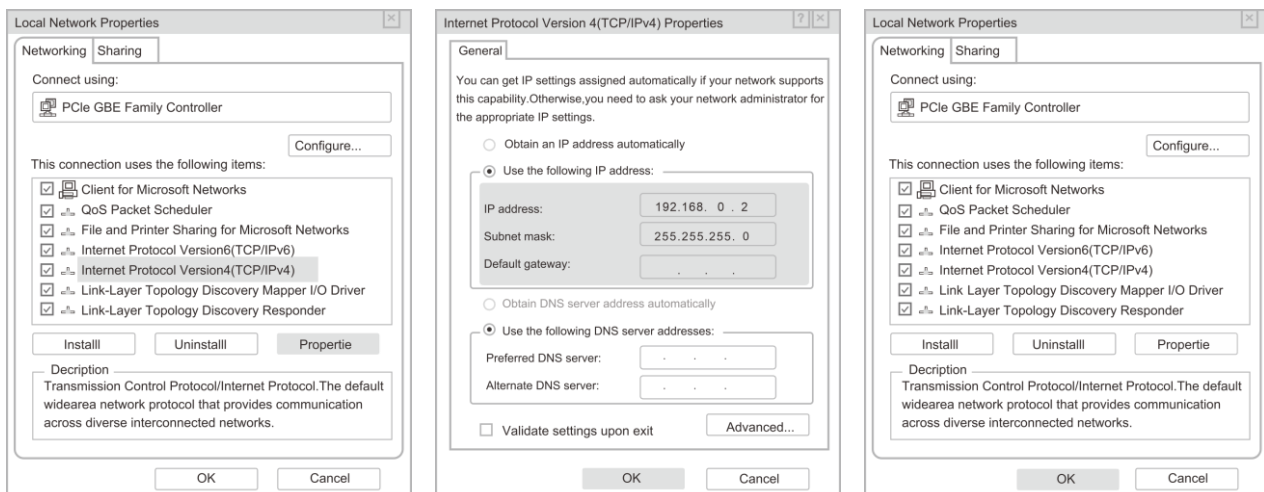 Local Network Properties
Networking Sharing
Connect using:
PCIe GBE Family Controller
Configure...
This connection uses the following items:
Client for Microsoft Networks
QoS Packet Scheduler
File and Printer Sharing for Microsoft Networks
Internet Protocol Version6(TCP/IPv6)
Internet Protocol Version4(TCP/IPv4)
Link-Layer Topology Discovery Mapper I/O Driver
Link-Layer Topology Discovery Responder
Installl Uninstalll Propertie
Decription
Transmission Control Protocol/Internet Protocol.The default
widearea network protocol that provides communication
across diverse interconnected networks.
OK Cancel
Internet Protocol Version 4(TCP/IPv4) Properties
General
You can get IP settings assigned automatically if your network supports
this capability.Otherwise,you need to ask your network administrator for
the appropriate IP settings.
Obtain an IP address automatically
Use the following IP address:
IP address: 192.168. 0 . 2
Subnet mask: 255.255.255. 0
Default gateway: . . .
Obtain DNS server address automatically
Use the following DNS server addresses:
Preferred DNS server: . . .
Alternate DNS server: . . .
Validate settings upon exit Advanced...
OK Cancel
Local Network Properties
Networking Sharing
Connect using:
PCIe GBE Family Controller
Configure...
This connection uses the following items:
Client for Microsoft Networks
QoS Packet Scheduler
File and Printer Sharing for Microsoft Networks
Internet Protocol Version6(TCP/IPv6)
Internet Protocol Version4(TCP/IPv4)
Link Layer Topology Discovery Mapper I/O Driver
Link-Layer Topology Discovery Responder
Installl Uninstalll Propertie
Decription
Transmission Control Protocol/Internet Protocol.The default
widearea network protocol that provides communication
across diverse interconnected networks.
OK Cancel